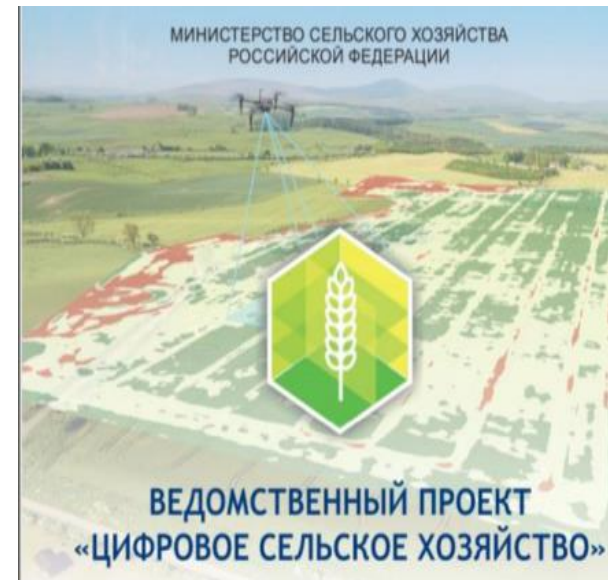 МИНИСТЕРСТВО СЕЛЬСКОГО ХОЗЯЙСТВА
РОССИЙСКОЙ ФЕДЕРАЦИИ
ВЕДОМСТВЕННЫЙ ПРОЕКТ
«ЦИФРОВОЕ СЕЛЬСКОЕ ХОЗЯЙСТВО»